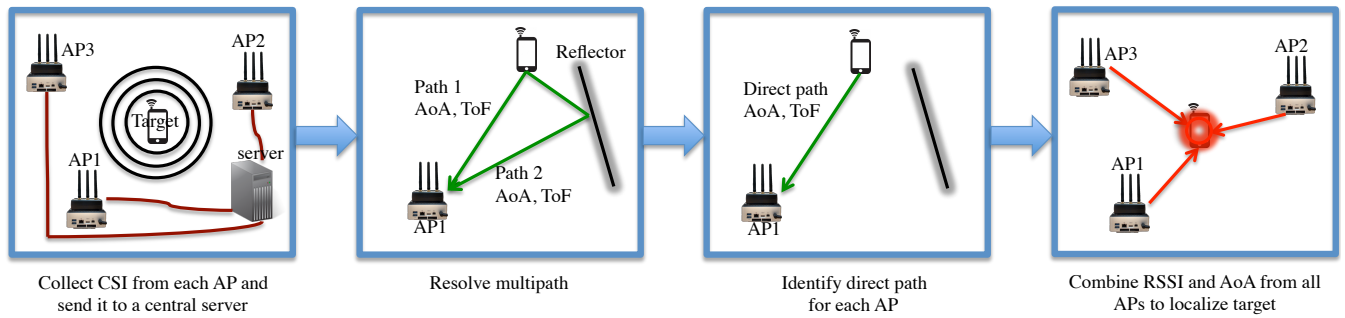 AP3
AP2
Target
server
AP1
Collect CSI from each AP and
send it to a central server
Reflector
Path 1
AoA, ToF
Path 2
AoA, ToF
AP1
Resolve multipath
Direct path
AoA, ToF
AP1
Identify direct path
for each AP
AP3
AP2
AP1
Combine RSSI and AoA from all
APs to localize target